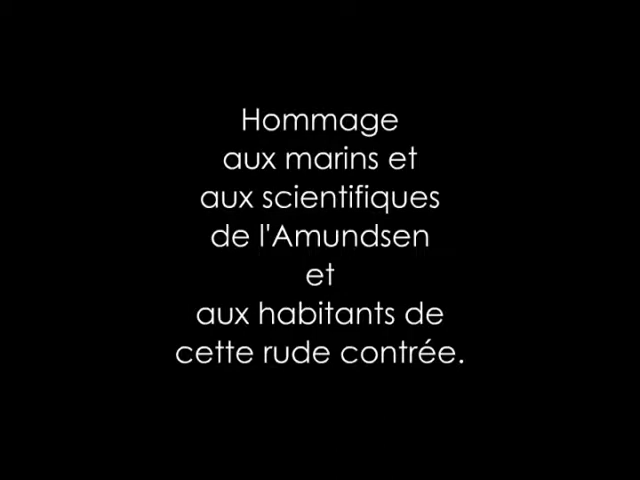 Hommage
aux marins et
aux scientifiques
de l'Amundsen
et
aux habitants de
cette rude contrée.